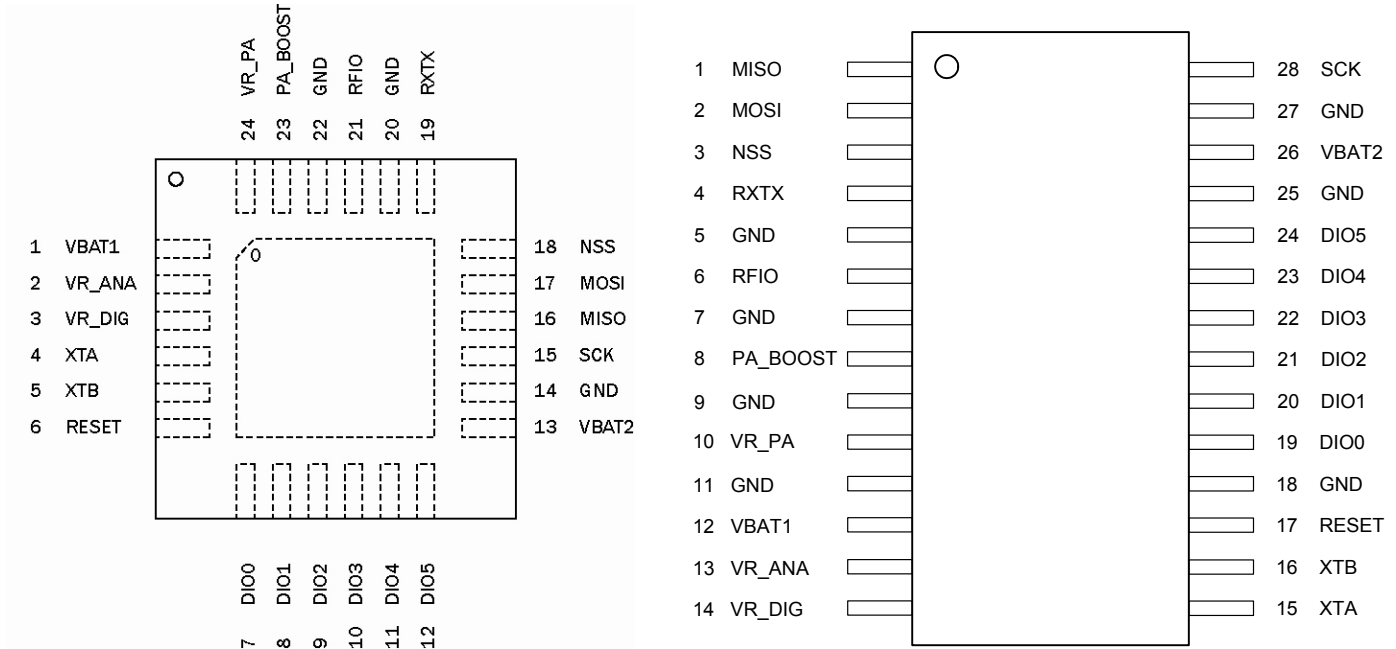 24 VR_PA
23 PA_BOOST
22 GND
21 RFIO
20 GND
19 RXTX
1 VBAT1
2 VR_ANA
3 VR_DIG
4 XTA
5 XTB
6 RESET
0
18 NSS
17 MOSI
16 MISO
15 SCK
14 GND
13 VBAT2
7 DIO0
8 DIO1
9 DIO2
10 DIO3
11 DIO4
12 DIO5
1 MISO
2 MOSI
3 NSS
4 RXTX
5 GND
6 RFIO
7 GND
8 PA_BOOST
9 GND
10 VR_PA
11 GND
12 VBAT1
13 VR_ANA
14 VR_DIG
28 SCK
27 GND
26 VBAT2
25 GND
24 DIO5
23 DIO4
22 DIO3
21 DIO2
20 DIO1
19 DIO0
18 GND
17 RESET
16 XTB
15 XTA